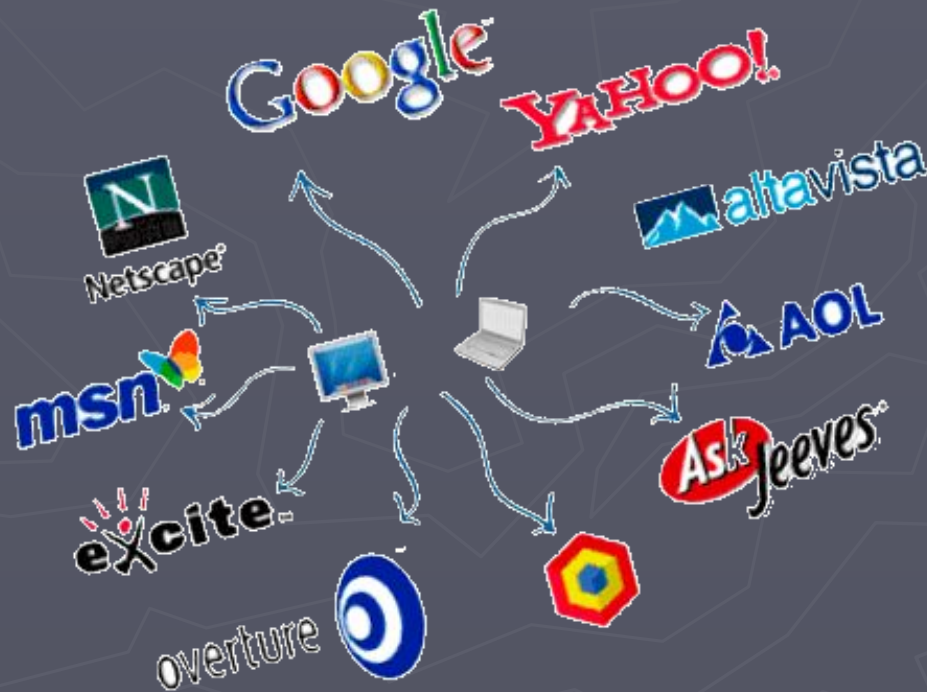 Google
YAHOO!
altavista
N
Netscape
AOL
msn
Ask Jeeves
excite
overture